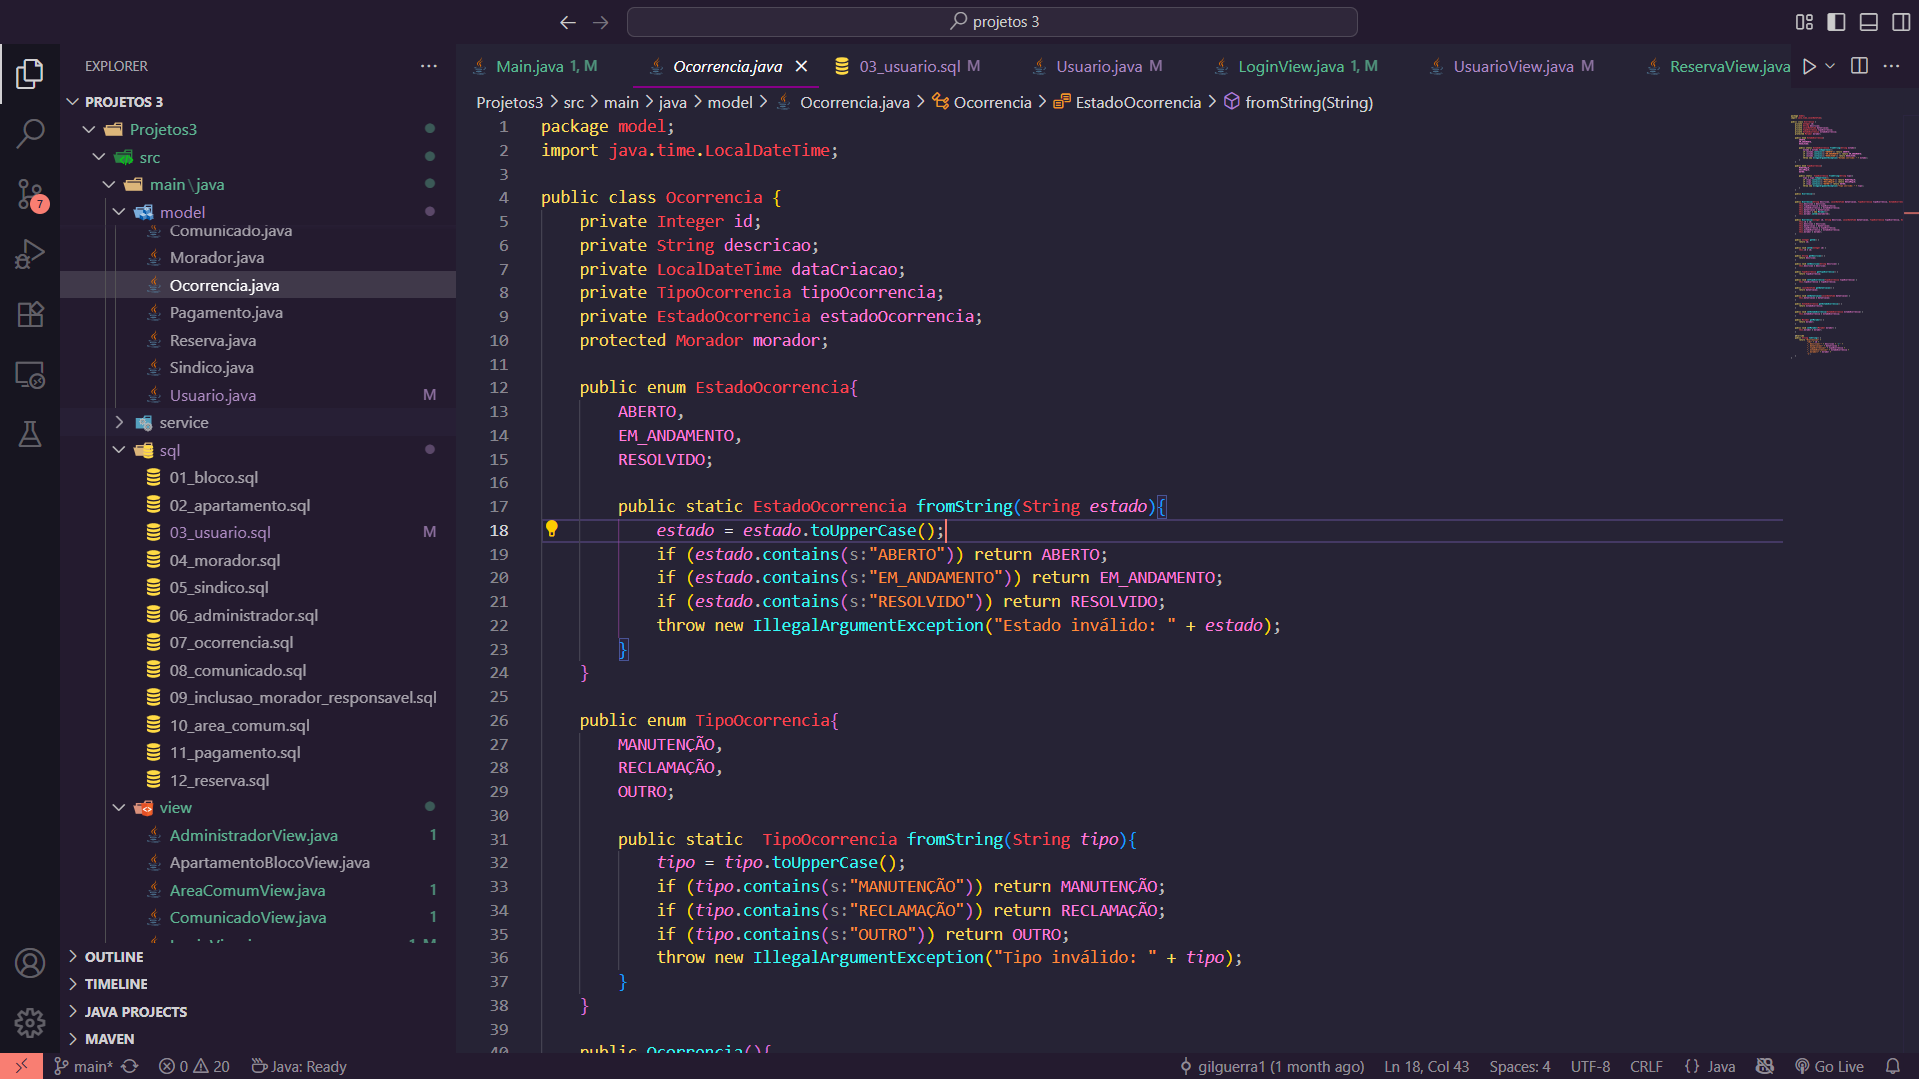 projetos 3
EXPLORER
PROJETOS 3
Projetos3
src
main\java
model
Comunicado.java
Morador.java
Ocorrencia.java
Pagamento.java
Reserva.java
Sindico.java
Usuario.java M
service
sql
01_bloco.sql
02_apartamento.sql
03_usuario.sql M
04_morador.sql
05_sindico.sql
06_administrador.sql
07_ocorrencia.sql
08_comunicado.sql
09_inclusao_morador_responsavel.sql
10_area_comum.sql
11_pagamento.sql
12_reserva.sql
view
AdministradorView.java 1
ApartamentoBlocoView.java
AreaComumView.java 1
ComunicadoView.java 1
OUTLINE
TIMELINE
JAVA PROJECTS
MAVEN
7
Main.java 1, M Ocorrencia.java 03_usuario.sql M Usuario.java M LoginView.java 1, M UsuarioView.java M ReservaView.java
Projetos3 > src > main > java > model > Ocorrencia.java > Ocorrencia > EstadoOcorrencia > fromString(String)
1 package model;
2 import java.time.LocalDateTime;
3
4 public class Ocorrencia {
5 private Integer id;
6 private String descricao;
7 private LocalDateTime dataCriacao;
8 private TipoOcorrencia tipoOcorrencia;
9 private EstadoOcorrencia estadoOcorrencia;
10 protected Morador morador;
11
12 public enum EstadoOcorrencia{
13 ABERTO,
14 EM_ANDAMENTO,
15 RESOLVIDO;
16
17 public static EstadoOcorrencia fromString(String estado){
18 estado = estado.toUpperCase();
19 if (estado.contains(s:"ABERTO")) return ABERTO;
20 if (estado.contains(s:"EM_ANDAMENTO")) return EM_ANDAMENTO;
21 if (estado.contains(s:"RESOLVIDO")) return RESOLVIDO;
22 throw new IllegalArgumentException("Estado inválido: " + estado);
23 }
24 }
25
26 public enum TipoOcorrencia{
27 MANUTENÇÃO,
28 RECLAMAÇÃO,
29 OUTRO;
30
31 public static  TipoOcorrencia fromString(String tipo){
32 tipo = tipo.toUpperCase();
33 if (tipo.contains(s:"MANUTENÇÃO")) return MANUTENÇÃO;
34 if (tipo.contains(s:"RECLAMAÇÃO")) return RECLAMAÇÃO;
35 if (tipo.contains(s:"OUTRO")) return OUTRO;
36 throw new IllegalArgumentException("Tipo inválido: " + tipo);
37 }
38 }
39
40 public Ocorrencia(){
main* 0 20 Java: Ready gilguerra1 (1 month ago) Ln 18, Col 43 Spaces: 4 UTF-8 CRLF {} Java Go Live